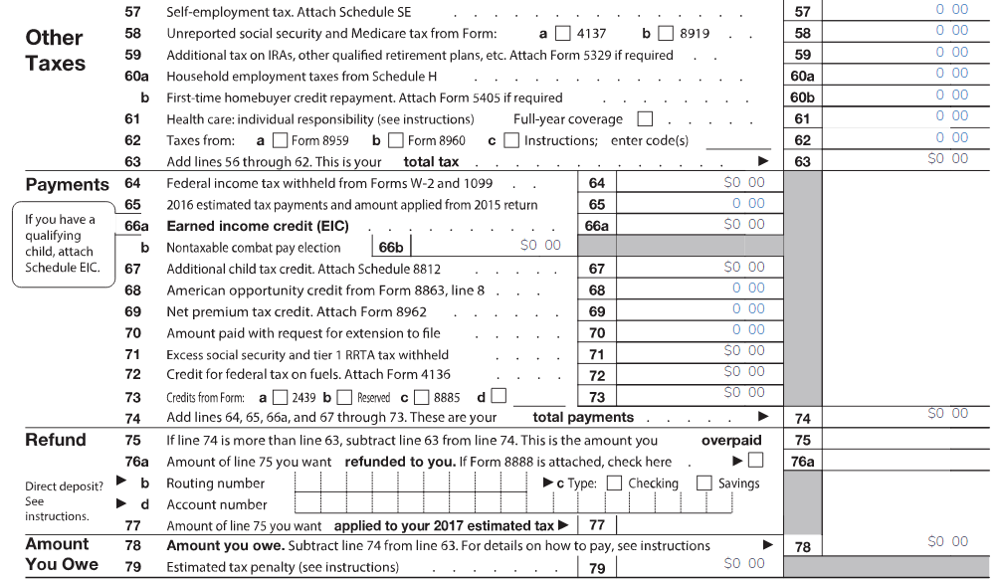 57 Self-employment tax. Attach Schedule SE . . . . . . . . . . . . . . . 57 0 00
Other Taxes
58 Unreported social security and Medicare tax from Form: a 4137 b 8919 . . 58 0 00
59 Additional tax on IRAs, other qualified retirement plans, etc. Attach Form 5329 if required . . 59 0 00
60a Household employment taxes from Schedule H . . . . . . . . . . . . . . 60a 0 00
b First-time homebuyer credit repayment. Attach Form 5405 if required . . . . . . . 60b 0 00
61 Health care: individual responsibility (see instructions) Full-year coverage . . . . . 61 0 00
62 Taxes from: a Form 8959 b Form 8960 c Instructions; enter code(s) 62 0 00
63 Add lines 56 through 62. This is your total tax . . . . . . . . . . . . . ▶ 63 $0 00
Payments 64 Federal income tax withheld from Forms W-2 and 1099 . . 64 $0 00
65 2016 estimated tax payments and amount applied from 2015 return 65 0 00
If you have a
qualifying
child, attach
Schedule EIC.
66a Earned income credit (EIC) . . . . . . . . . . 66a $0 00
b Nontaxable combat pay election 66b $0 00
67 Additional child tax credit. Attach Schedule 8812 . . . . . 67 $0 00
68 American opportunity credit from Form 8863, line 8 . . . 68 0 00
69 Net premium tax credit. Attach Form 8962 . . . . . . 69 0 00
70 Amount paid with request for extension to file . . . . . 70 0 00
71 Excess social security and tier 1 RRTA tax withheld . . . . 71 $0 00
72 Credit for federal tax on fuels. Attach Form 4136 . . . . 72 $0 00
73 Credits from Form: a 2439 b Reserved c 8885 d 73 $0 00
74 Add lines 64, 65, 66a, and 67 through 73. These are your total payments . . . . . ▶ 74 $0 00
Refund 75 If line 74 is more than line 63, subtract line 63 from line 74. This is the amount you overpaid 75
76a Amount of line 75 you want refunded to you. If Form 8888 is attached, check here . ▶ 76a
Direct deposit?
See
instructions.
▶ b Routing number ▶ c Type: Checking Savings
▶ d Account number
77 Amount of line 75 you want applied to your 2017 estimated tax ▶ 77
Amount You Owe
78 Amount you owe. Subtract line 74 from line 63. For details on how to pay, see instructions ▶ 78 $0 00
79 Estimated tax penalty (see instructions) . . . . . . . 79 $0 00